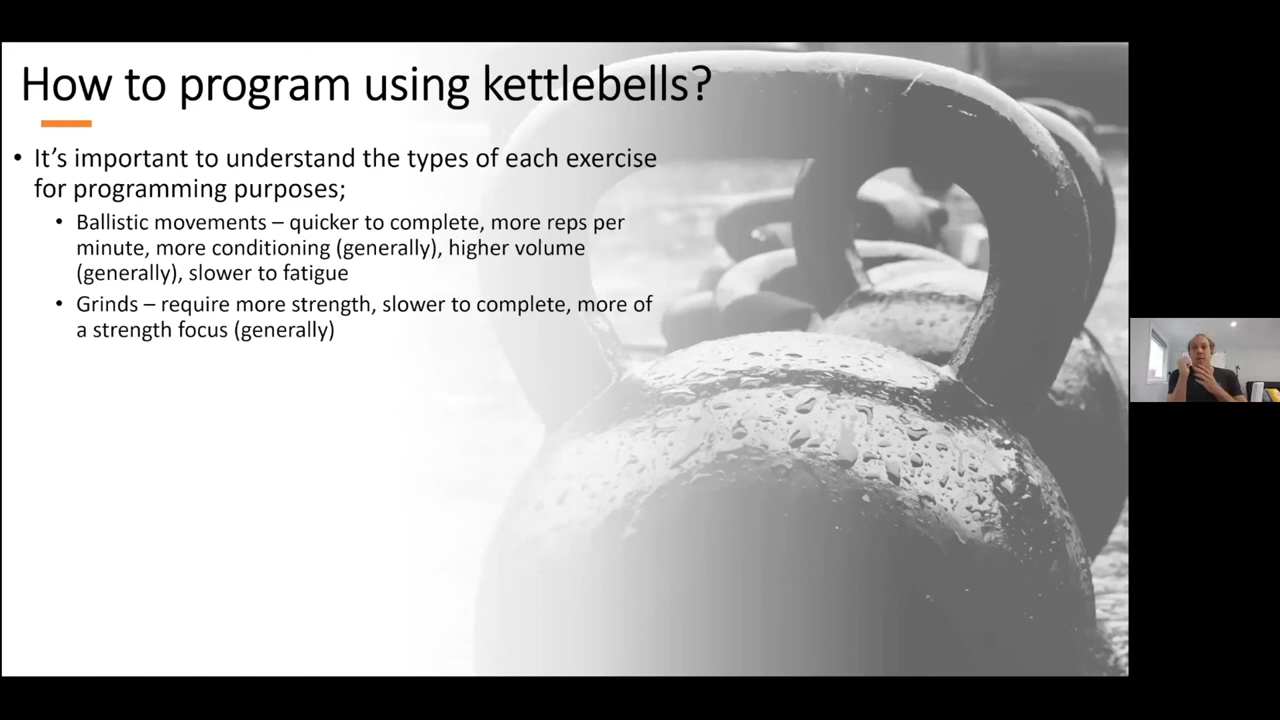 How to program using kettlebells?
• It’s important to understand the types of each exercise
for programming purposes;
• Ballistic movements – quicker to complete, more reps per
minute, more conditioning (generally), higher volume
(generally), slower to fatigue
• Grinds – require more strength, slower to complete, more of
a strength focus (generally)